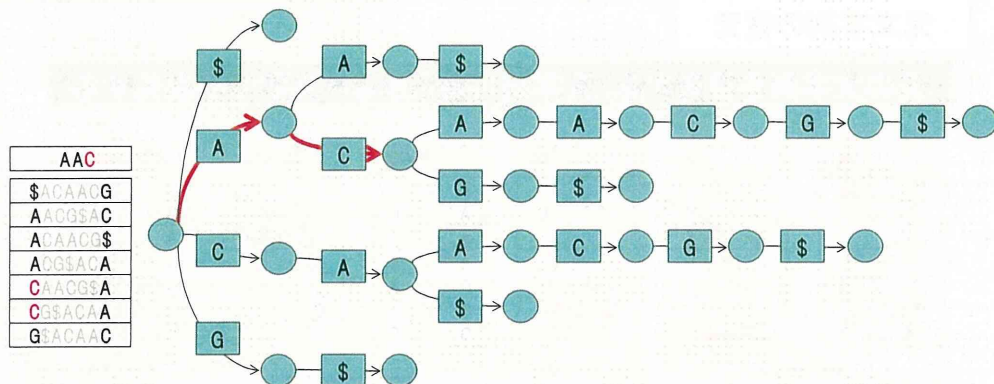 AAC
$ACAACG
AACG$AC
ACAACG$
ACG$ACA
CAACG$A
CG$ACAA
G$ACAAC
$ A $
A A C G $
A C
G $
A C G $
C A
$
G $